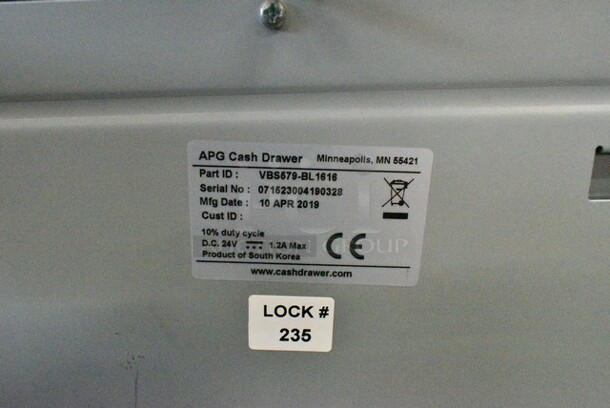 APG Cash Drawer Minneapolis, MN 55421
Part ID : VBS579-BL1616
Serial No : 071523004190328
Mfg Date : 10 APR 2019
Cust ID :
10% duty cycle
D.C. 24V 1.2A Max
Product of South Korea
CE
www.cashdrawer.com
GROUP
LOCK #
235